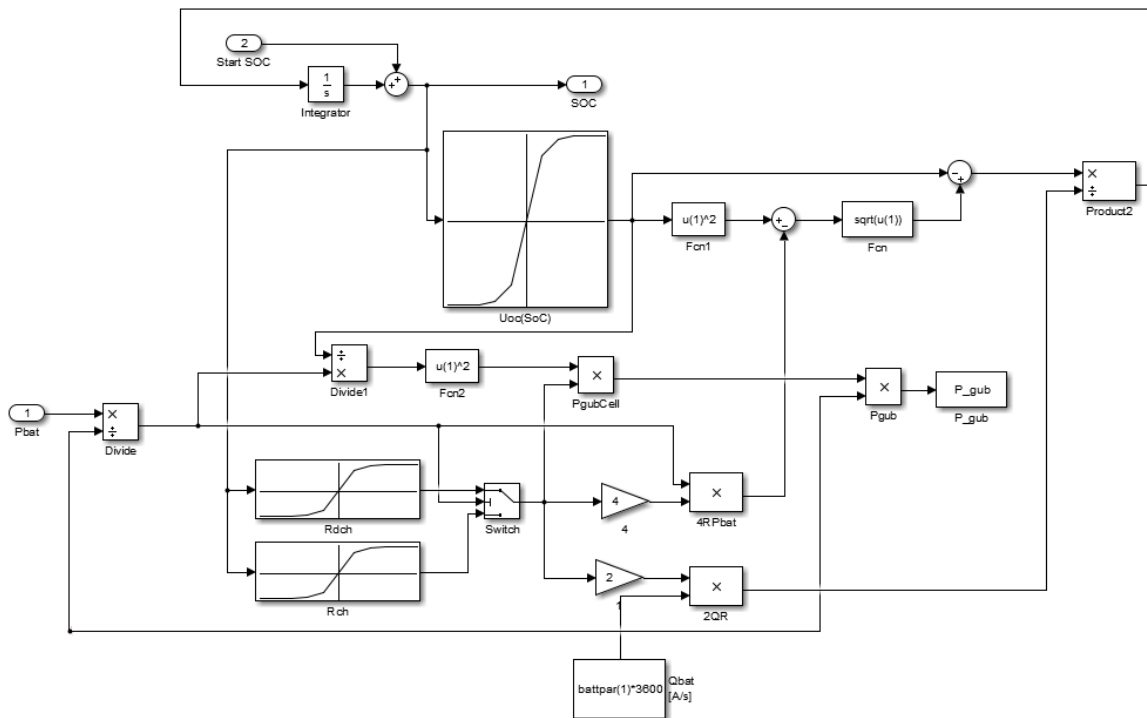 2
Start SOC
1
s
Integrator
+
+
1
SOC
Uoc(SoC)
u(1)^2
Fcn1
+
−
sqrt(u(1))
Fcn
−
+
×
÷
Product2
÷
×
Divide1
u(1)^2
Fcn2
×
PgubCell
×
Pgub
P_gub
P_gub
1
Pbat
×
÷
Divide
Rdch
Rch
Switch
4
4
×
4RPbat
2
1
×
2QR
battpar(1)*3600
Qbat
[A/s]